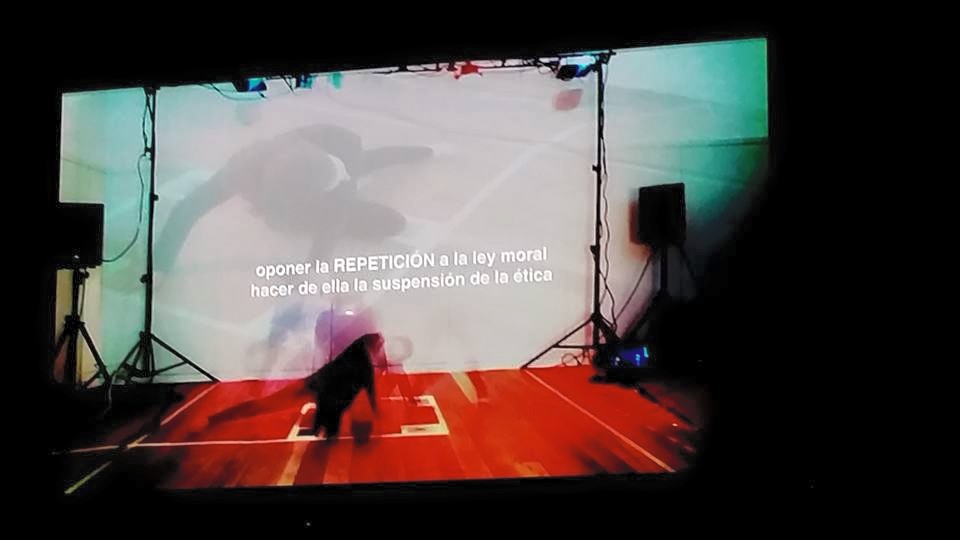 oponer la REPETICIÓN a la ley moral
hacer de ella la suspensión de la ética